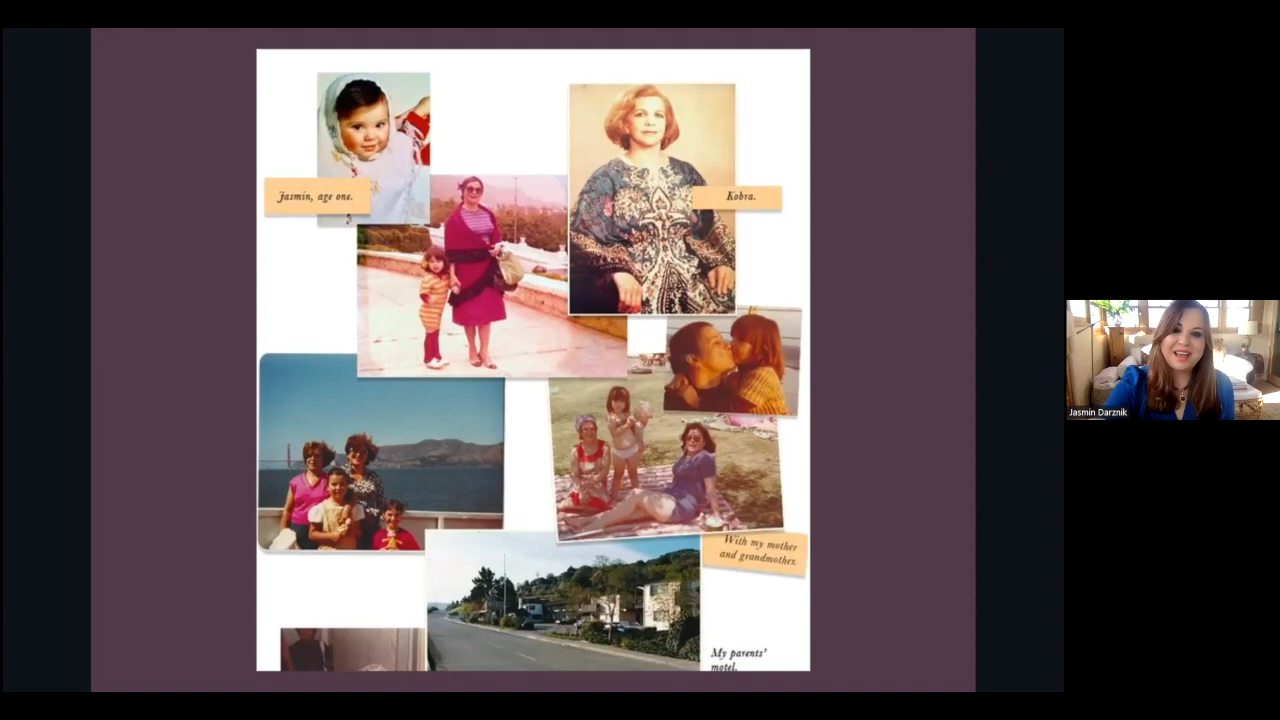 Jasmin, age one.
Kobra.
With my mother
and grandmother.
My parents'
motel.
Jasmin Darznik